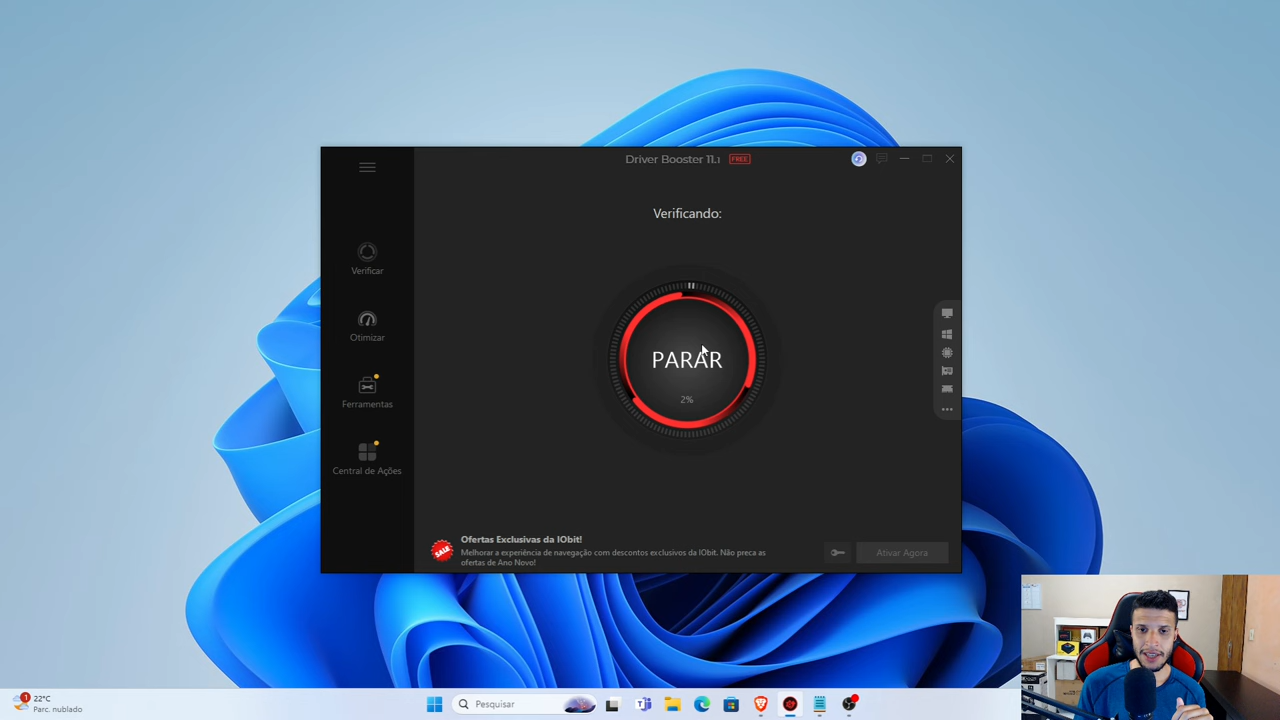 Driver Booster 11.1 FREE
Verificando:
Verificar
Otimizar
PARAR
2%
Ferramentas
Central de Ações
SALE
Ofertas Exclusivas da IObit!
Melhorar a experiência de navegação com descontos exclusivos da IObit. Não preca as
ofertas de Ano Novo!
Ativar Agora
1
22°C
Parc. nublado
Pesquisar